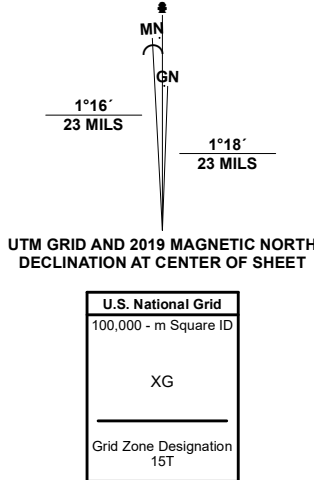 MN
GN
1°16´
23 MILS
1°18´
23 MILS
UTM GRID AND 2019 MAGNETIC NORTH
DECLINATION AT CENTER OF SHEET
U.S. National Grid
100,000 - m Square ID
XG
Grid Zone Designation
15T